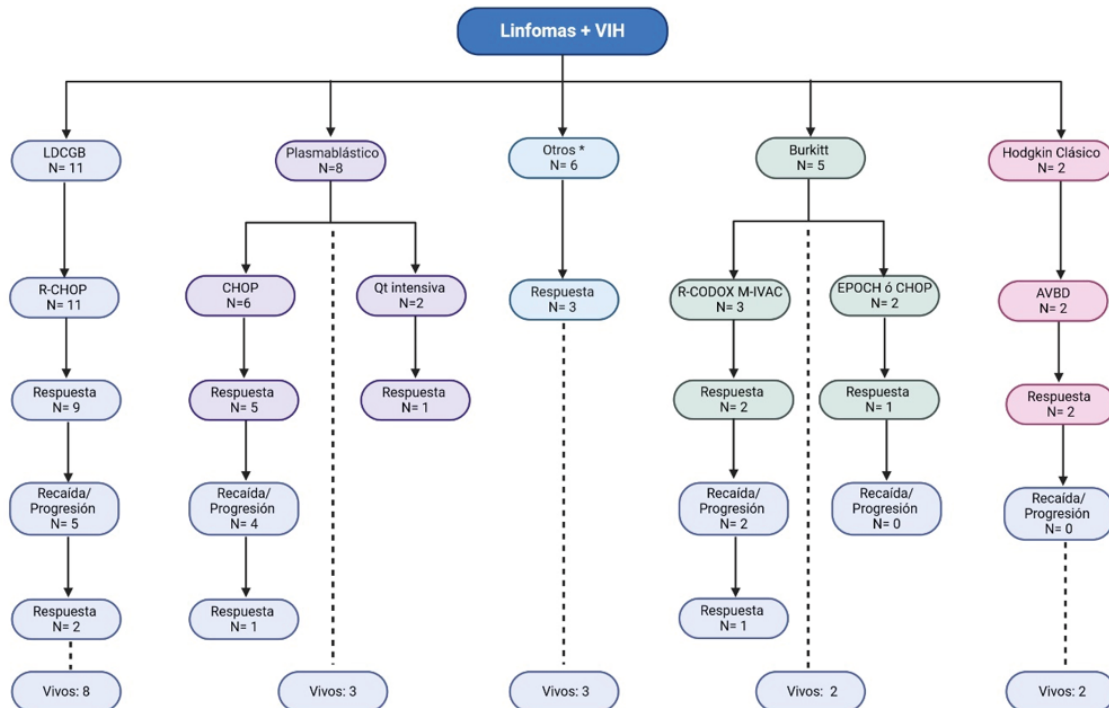 Linfomas + VIH
LDCGB
N= 11
Plasmablástico
N=8
Otros *
N= 6
Burkitt
N= 5
Hodgkin Clásico
N= 2
R-CHOP
N= 11
CHOP
N=6
Qt intensiva
N=2
Respuesta
N= 3
R-CODOX M-IVAC
N= 3
EPOCH ó CHOP
N= 2
AVBD
N= 2
Respuesta
N= 9
Respuesta
N= 5
Respuesta
N= 1
Respuesta
N= 2
Respuesta
N= 1
Respuesta
N= 2
Recaída/
Progresión
N= 5
Recaída/
Progresión
N= 4
Recaída/
Progresión
N= 2
Recaída/
Progresión
N= 0
Recaída/
Progresión
N= 0
Respuesta
N= 2
Respuesta
N= 1
Respuesta
N= 1
Vivos: 8
Vivos: 3
Vivos: 3
Vivos: 2
Vivos: 2